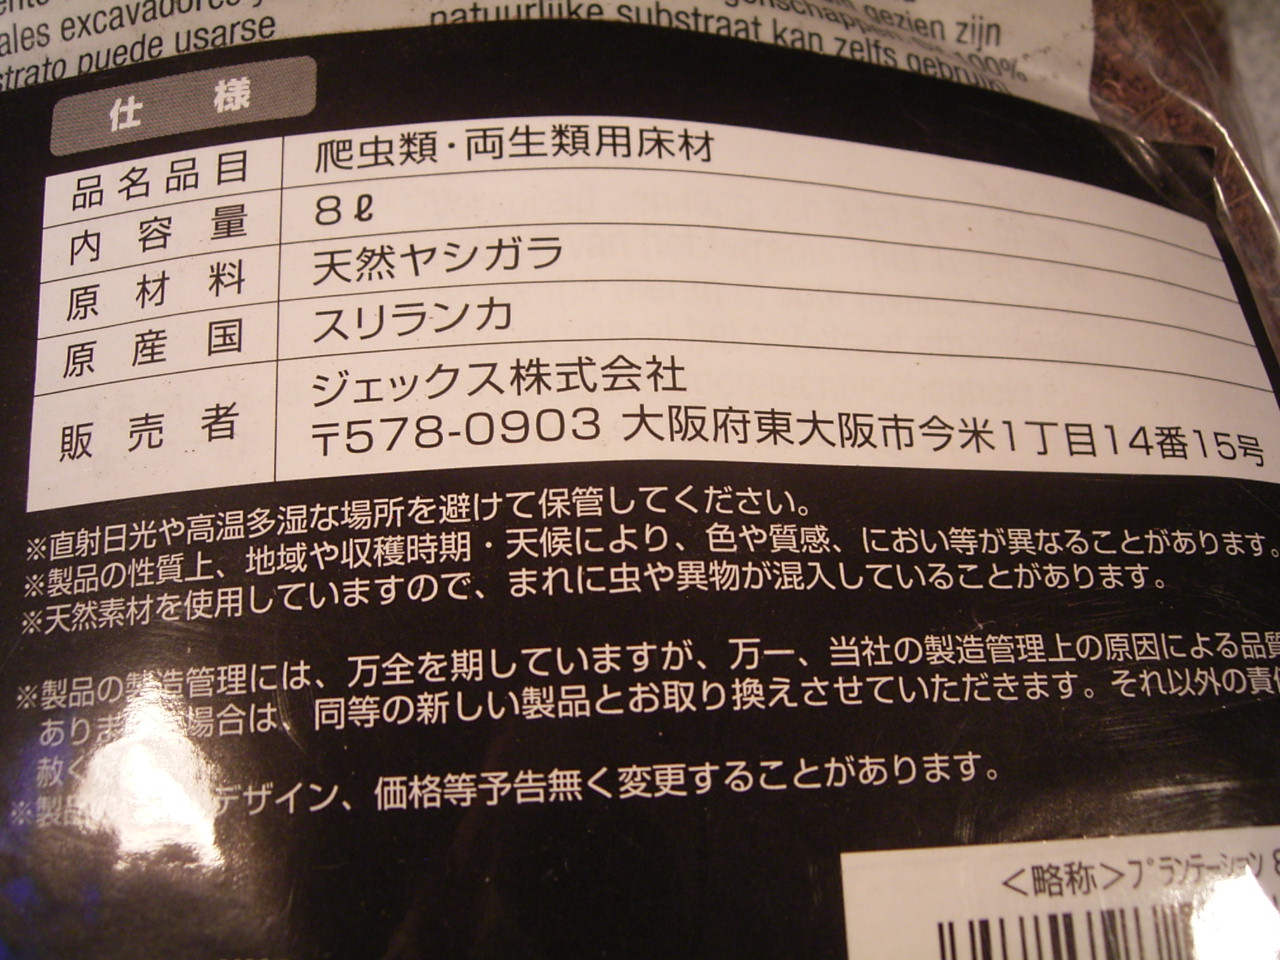 ales excavadores y
strato puede usarse
gezien zijn
natuurlijke substraat kan zelfs
100%
仕様
品名品目 爬虫類・両生類用床材
内容量 8ℓ
原材料 天然ヤシガラ
原産国 スリランカ
販売者 ジェックス株式会社
〒578-0903 大阪府東大阪市今米1丁目14番15号
※直射日光や高温多湿な場所を避けて保管してください。
※製品の性質上、地域や収穫時期・天候により、色や質感、におい等が異なることがあります。
※天然素材を使用していますので、まれに虫や異物が混入していることがあります。
※製品の製造管理には、万全を期していますが、万一、当社の製造管理上の原因による品質
場合は、同等の新しい製品とお取り換えさせていただきます。それ以外の責
赦
※製品 デザイン、価格等予告無く変更することがあります。
<略称>プランテーション 8